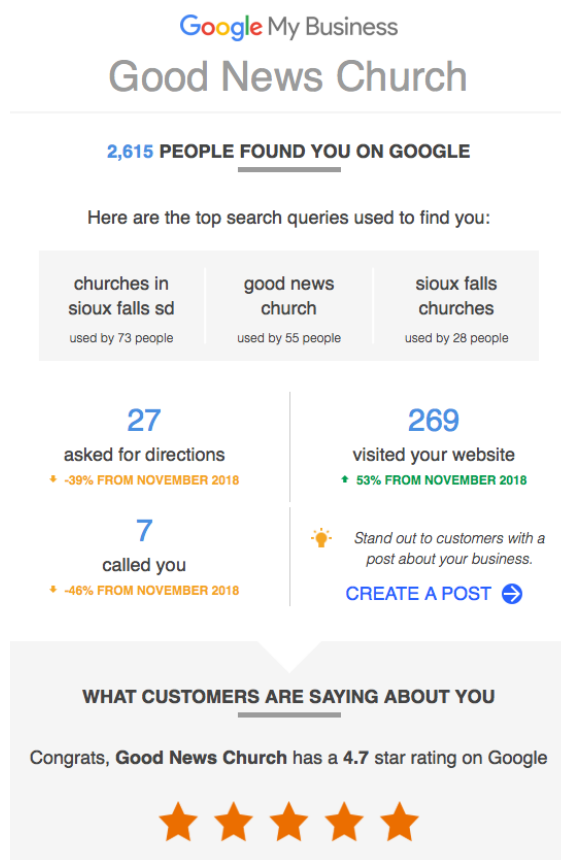 Google My Business
Good News Church
2,615 PEOPLE FOUND YOU ON GOOGLE
Here are the top search queries used to find you:
churches in
sioux falls sd
used by 73 people
good news
church
used by 55 people
sioux falls
churches
used by 28 people
27
asked for directions
-39% FROM NOVEMBER 2018
269
visited your website
53% FROM NOVEMBER 2018
7
called you
-46% FROM NOVEMBER 2018
Stand out to customers with a
post about your business.
CREATE A POST
WHAT CUSTOMERS ARE SAYING ABOUT YOU
Congrats, Good News Church has a 4.7 star rating on Google